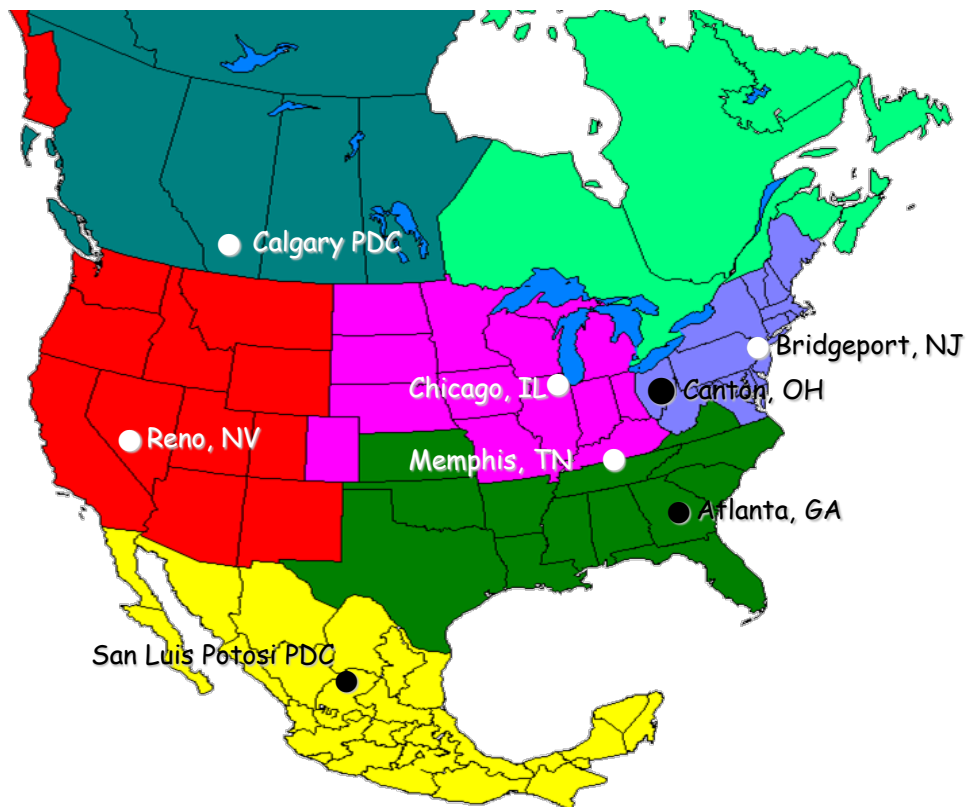 Calgary PDC
Bridgeport, NJ
Chicago, IL
Canton, OH
Reno, NV
Memphis, TN
Atlanta, GA
San Luis Potosi PDC